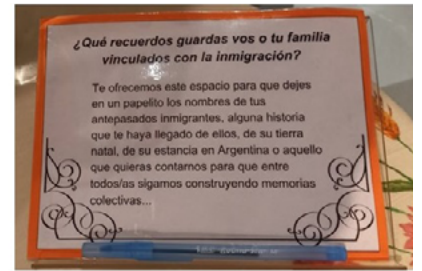 ¿Qué recuerdos guardas vos o tu familia
vinculados con la inmigración?
Te ofrecemos este espacio para que dejes
en un papelito los nombres de tus
antepasados inmigrantes, alguna historia
que te haya llegado de ellos, de su tierra
natal, de su estancia en Argentina o aquello
que quieras contarnos para que entre
todos/as sigamos construyendo memorias
colectivas...